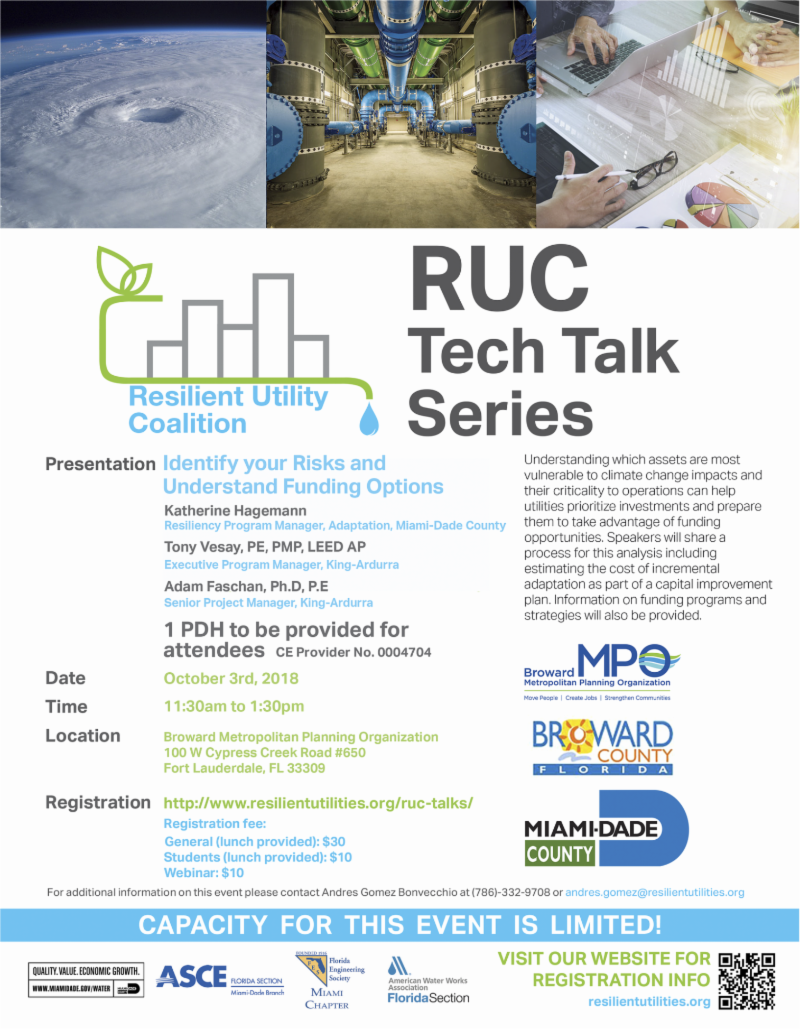 RUC
Tech Talk
Series
Resilient Utility
Coalition
Presentation Identify your Risks and
Understand Funding Options
Katherine Hagemann
Resiliency Program Manager, Adaptation, Miami-Dade County
Tony Vesay, PE, PMP, LEED AP
Executive Program Manager, King-Ardurra
Adam Faschan, Ph.D, P.E
Senior Project Manager, King-Ardurra
1 PDH to be provided for
attendees CE Provider No. 0004704
Date October 3rd, 2018
Time 11:30am to 1:30pm
Location Broward Metropolitan Planning Organization
100 W Cypress Creek Road #650
Fort Lauderdale, FL 33309
Registration http://www.resilientutilities.org/ruc-talks/
Registration fee:
General (lunch provided): $30
Students (lunch provided): $10
Webinar: $10
Understanding which assets are most
vulnerable to climate change impacts and
their criticality to operations can help
utilities prioritize investments and prepare
them to take advantage of funding
opportunities. Speakers will share a
process for this analysis including
estimating the cost of incremental
adaptation as part of a capital improvement
plan. Information on funding programs and
strategies will also be provided.
Broward MPO
Metropolitan Planning Organization
Move People | Create Jobs | Strengthen Communities
BROWARD
COUNTY
FLORIDA
MIAMI-DADE
COUNTY
For additional information on this event please contact Andres Gomez Bonvecchio at (786)-332-9708 or andres.gomez@resilientutilities.org
CAPACITY FOR THIS EVENT IS LIMITED!
QUALITY. VALUE. ECONOMIC GROWTH.
WWW.MIAMIDADE.GOV/WATER
ASCE FLORIDA SECTION
Miami-Dade Branch
Florida
Engineering
Society
MIAMI
CHAPTER
American Water Works
Association
FloridaSection
VISIT OUR WEBSITE FOR
REGISTRATION INFO
resilientutilities.org